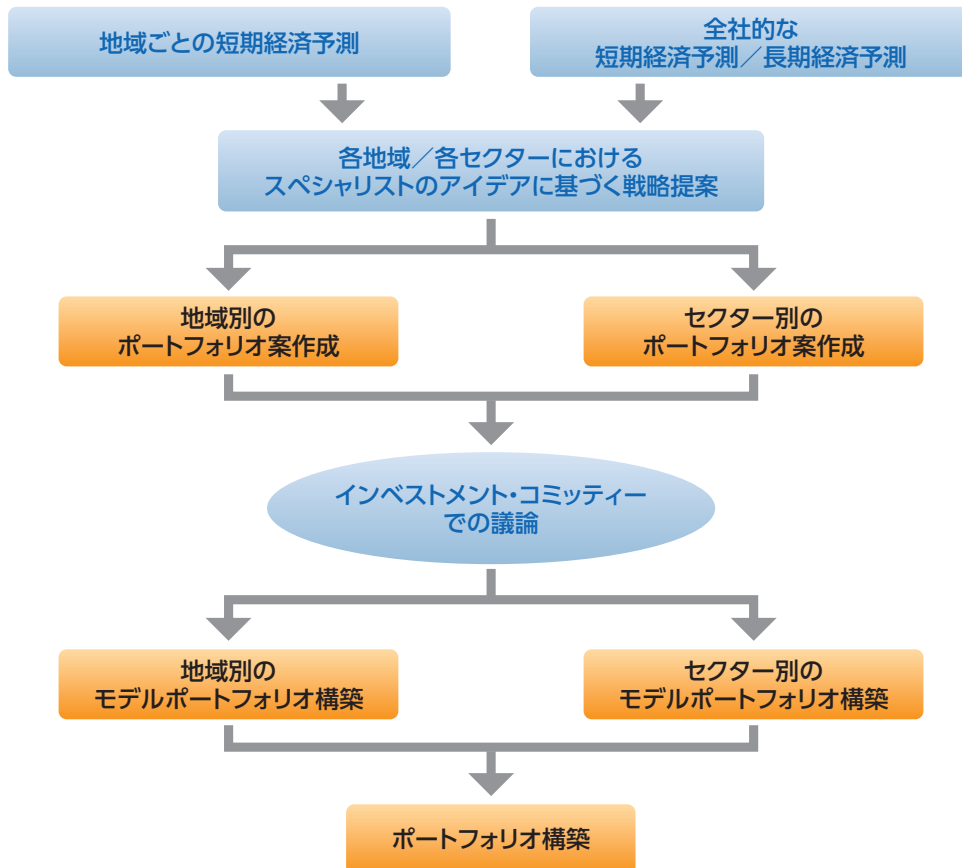 地域ごとの短期経済予測
全社的な
短期経済予測／長期経済予測
各地域／各セクターにおける
スペシャリストのアイデアに基づく戦略提案
地域別の
ポートフォリオ案作成
セクター別の
ポートフォリオ案作成
インベストメント・コミッティー
での議論
地域別の
モデルポートフォリオ構築
セクター別の
モデルポートフォリオ構築
ポートフォリオ構築